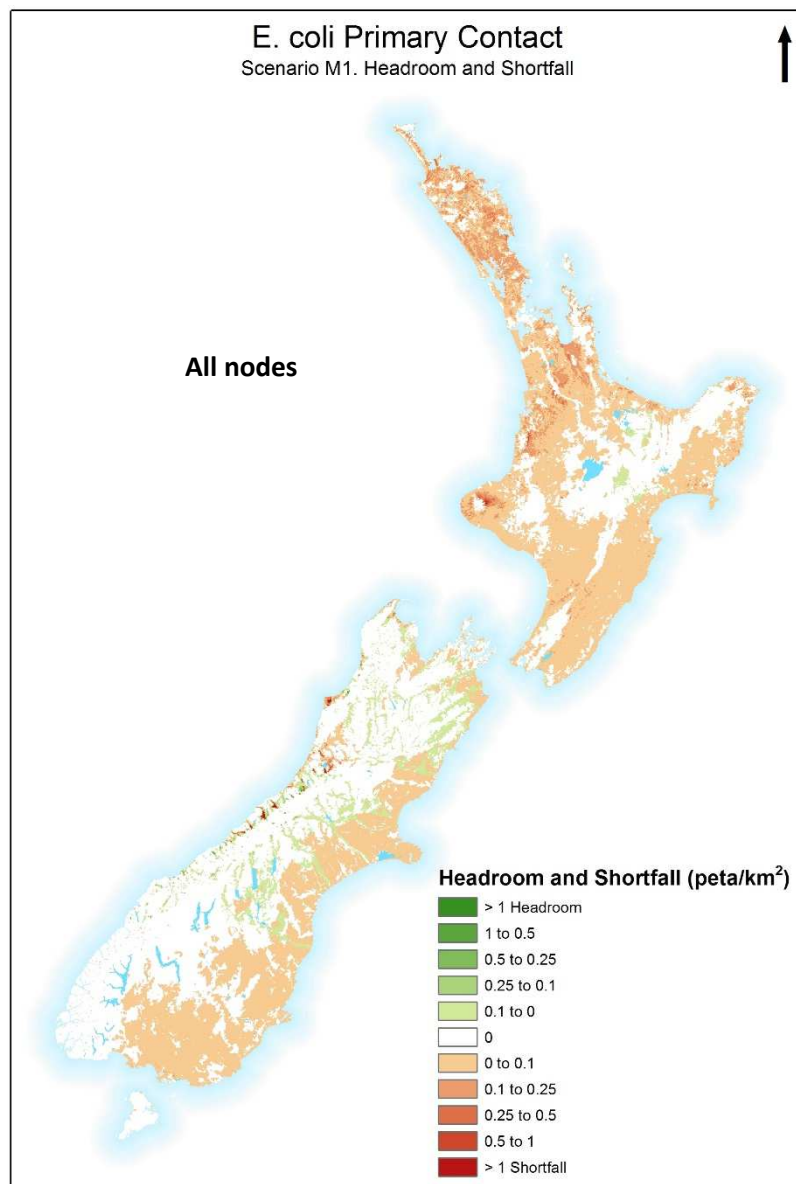 E. coli Primary Contact
Scenario M1. Headroom and Shortfall
All nodes
Headroom and Shortfall (peta/km²)
> 1 Headroom
1 to 0.5
0.5 to 0.25
0.25 to 0.1
0.1 to 0
0
0 to 0.1
0.1 to 0.25
0.25 to 0.5
0.5 to 1
> 1 Shortfall